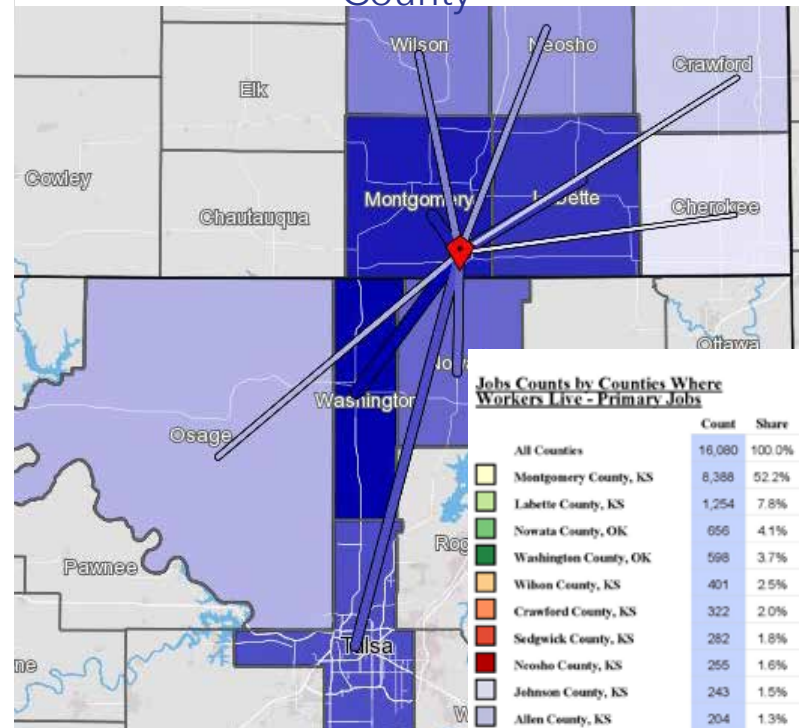 County
Wilson
Neosho
Crawford
Elk
Cowley
Montgomery
Labette
Cherokee
Chautauqua
Ottawa
Nowa
Washington
Osage
Jobs Counts by Counties Where
Workers Live - Primary Jobs
Count Share
All Counties 16,080 100.0%
Montgomery County, KS 8,388 52.2%
Labette County, KS 1,254 7.8%
Nowata County, OK 656 4.1%
Washington County, OK 598 3.7%
Wilson County, KS 401 2.5%
Crawford County, KS 322 2.0%
Sedgwick County, KS 282 1.8%
Neosho County, KS 255 1.6%
Johnson County, KS 243 1.5%
Allen County, KS 204 1.3%
Rog
Pawnee
Tulsa
ne
W